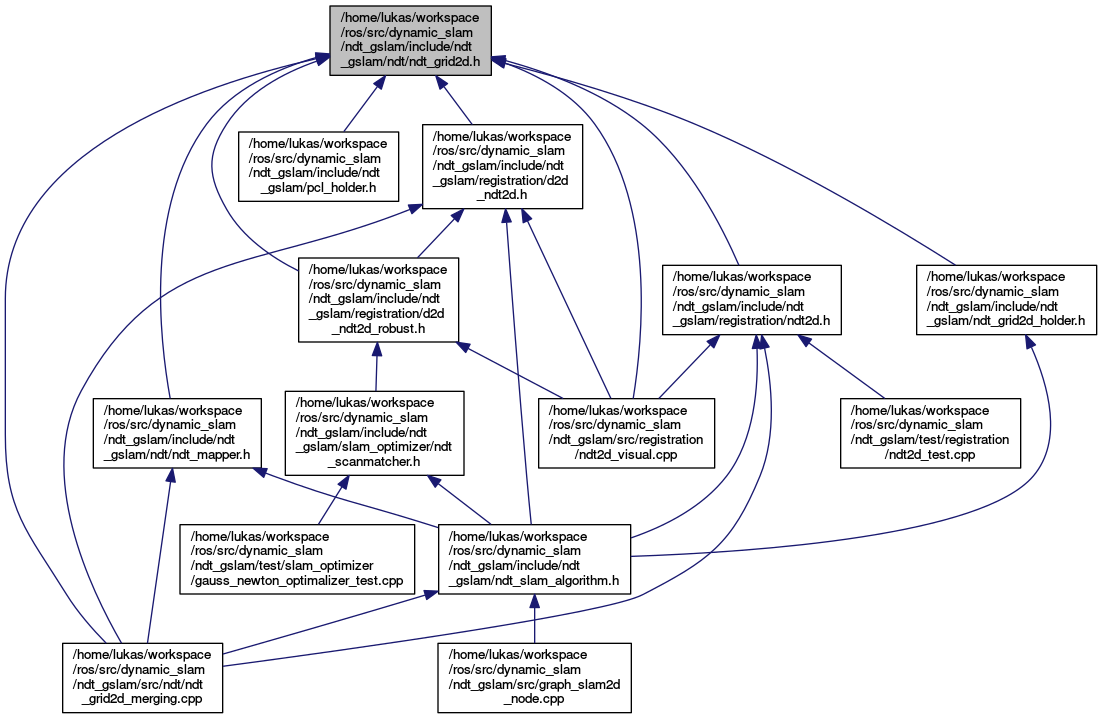 /home/lukas/workspace
/ros/src/dynamic_slam
/ndt_gslam/include/ndt
_gslam/ndt/ndt_grid2d.h
/home/lukas/workspace
/ros/src/dynamic_slam
/ndt_gslam/include/ndt
_gslam/pcl_holder.h
/home/lukas/workspace
/ros/src/dynamic_slam
/ndt_gslam/include/ndt
_gslam/registration/d2d
_ndt2d.h
/home/lukas/workspace
/ros/src/dynamic_slam
/ndt_gslam/include/ndt
_gslam/registration/d2d
_ndt2d_robust.h
/home/lukas/workspace
/ros/src/dynamic_slam
/ndt_gslam/include/ndt
_gslam/registration/ndt2d.h
/home/lukas/workspace
/ros/src/dynamic_slam
/ndt_gslam/include/ndt
_gslam/ndt_grid2d_holder.h
/home/lukas/workspace
/ros/src/dynamic_slam
/ndt_gslam/include/ndt
_gslam/ndt/ndt_mapper.h
/home/lukas/workspace
/ros/src/dynamic_slam
/ndt_gslam/include/ndt
_gslam/slam_optimizer/ndt
_scanmatcher.h
/home/lukas/workspace
/ros/src/dynamic_slam
/ndt_gslam/src/registration
/ndt2d_visual.cpp
/home/lukas/workspace
/ros/src/dynamic_slam
/ndt_gslam/test/registration
/ndt2d_test.cpp
/home/lukas/workspace
/ros/src/dynamic_slam
/ndt_gslam/test/slam_optimizer
/gauss_newton_optimalizer_test.cpp
/home/lukas/workspace
/ros/src/dynamic_slam
/ndt_gslam/include/ndt
_gslam/ndt_slam_algorithm.h
/home/lukas/workspace
/ros/src/dynamic_slam
/ndt_gslam/src/ndt/ndt
_grid2d_merging.cpp
/home/lukas/workspace
/ros/src/dynamic_slam
/ndt_gslam/src/graph_slam2d
_node.cpp